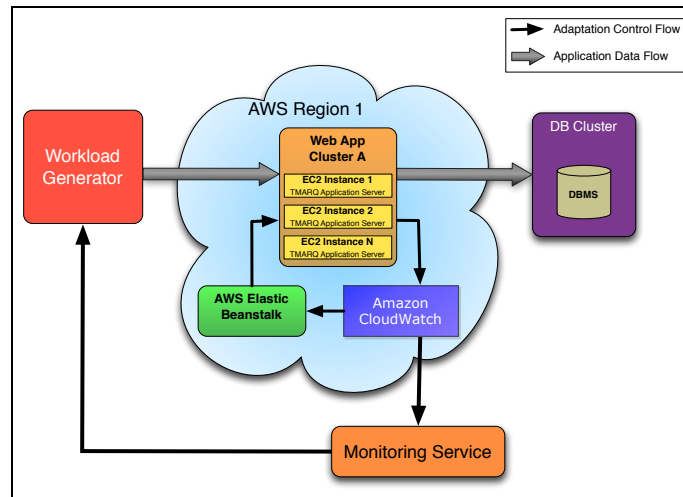 Adaptation Control Flow
Application Data Flow
AWS Region 1
Workload
Generator
Web App
Cluster A
EC2 Instance 1
TMARQ Application Server
EC2 Instance 2
TMARQ Application Server
EC2 Instance N
TMARQ Application Server
DB Cluster
DBMS
AWS Elastic
Beanstalk
Amazon
CloudWatch
Monitoring Service